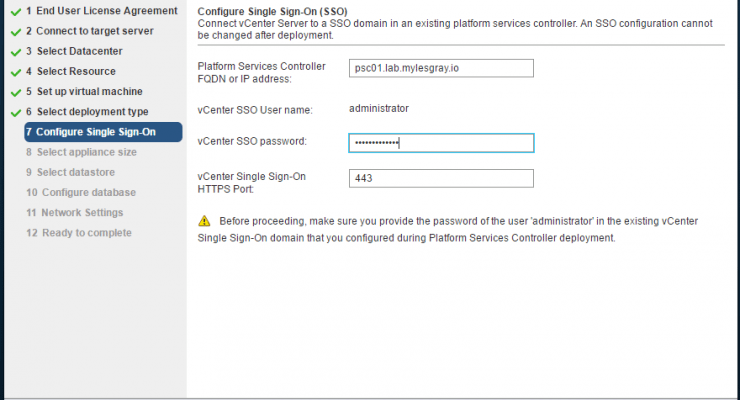 1 End User License Agreement
2 Connect to target server
3 Select Datacenter
4 Select Resource
5 Set up virtual machine
6 Select deployment type
7 Configure Single Sign-On
8 Select appliance size
9 Select datastore
10 Configure database
11 Network Settings
12 Ready to complete
Configure Single Sign-On (SSO)
Connect vCenter Server to a SSO domain in an existing platform services controller. An SSO configuration cannot
be changed after deployment.
Platform Services Controller
FQDN or IP address:
psc01.lab.mylesgray.io
vCenter SSO User name:
administrator
vCenter SSO password:
•••••••••••••
vCenter Single Sign-On
HTTPS Port:
443
Before proceeding, make sure you provide the password of the user 'administrator' in the existing vCenter
Single Sign-On domain that you configured during Platform Services Controller deployment.